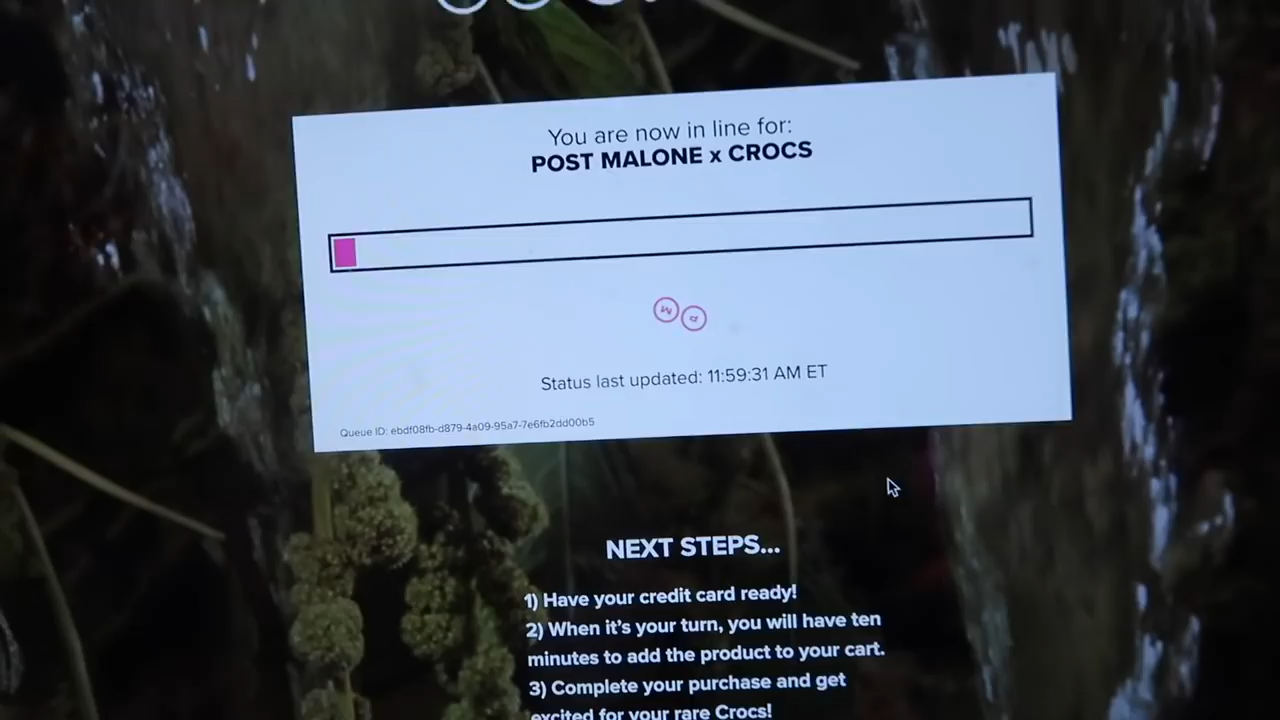 You are now in line for:
POST MALONE x CROCS
Status last updated: 11:59:31 AM ET
Queue ID: ebdf08fb-d879-4a09-95a7-7e6fb2dd00b5
NEXT STEPS...
1) Have your credit card ready!
2) When it's your turn, you will have ten
minutes to add the product to your cart.
3) Complete your purchase and get
excited for your rare Crocs!